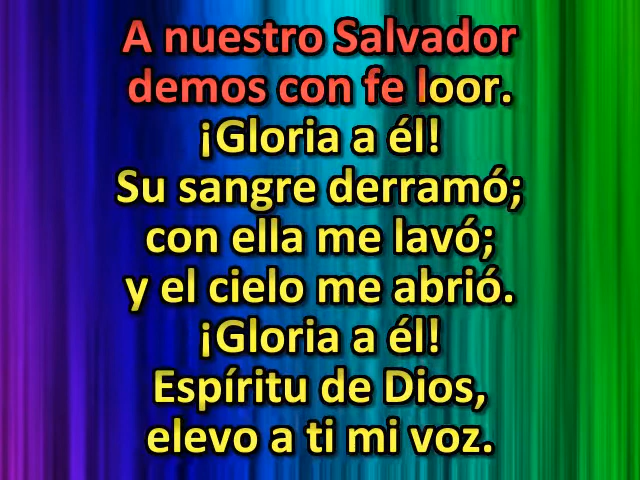 A nuestro Salvador
demos con fe loor.
¡Gloria a él!
Su sangre derramó;
con ella me lavó;
y el cielo me abrió.
¡Gloria a él!
Espíritu de Dios,
elevo a ti mi voz.